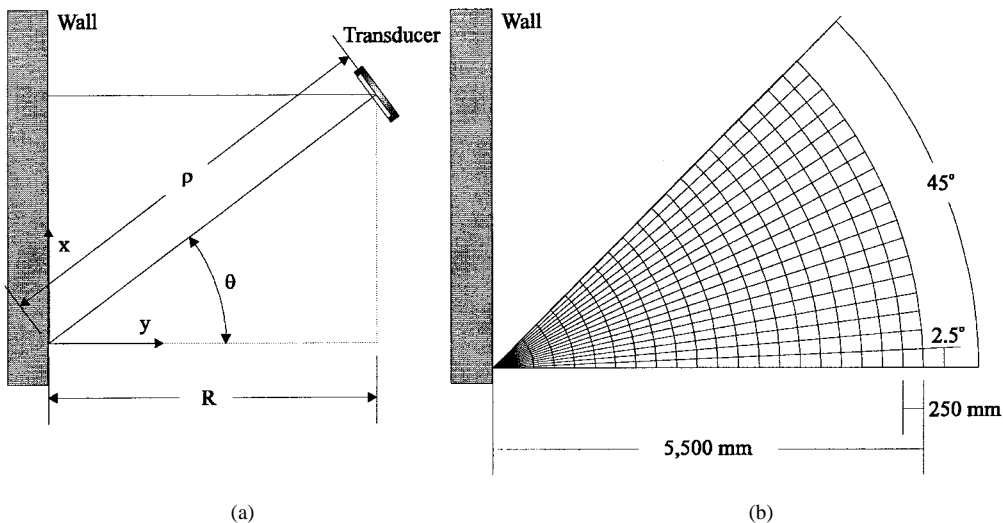 Wall
Transducer
ρ
x
θ
y
R
(a)
Wall
45°
2.5°
250 mm
5,500 mm
(b)